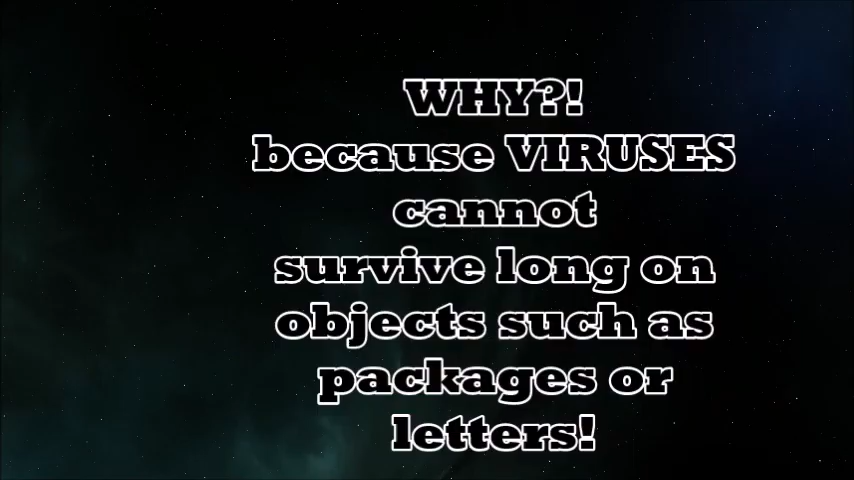 WHY?!
because VIRUSES
cannot
survive long on
objects such as
packages or
letters!